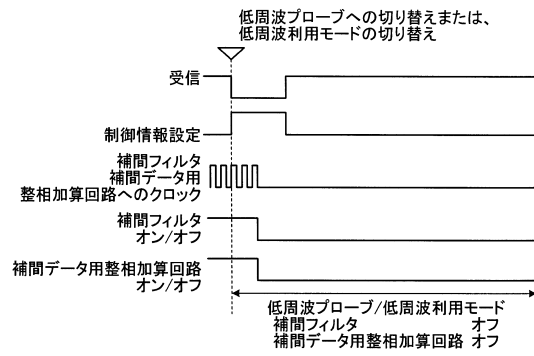 低周波プローブへの切り替えまたは、
低周波利用モードの切り替え
受信
制御情報設定
補間フィルタ
補間データ用
整相加算回路へのクロック
補間フィルタ
オン/オフ
補間データ用整相加算回路
オン/オフ
低周波プローブ/低周波利用モード
補間フィルタ オフ
補間データ用整相加算回路 オフ